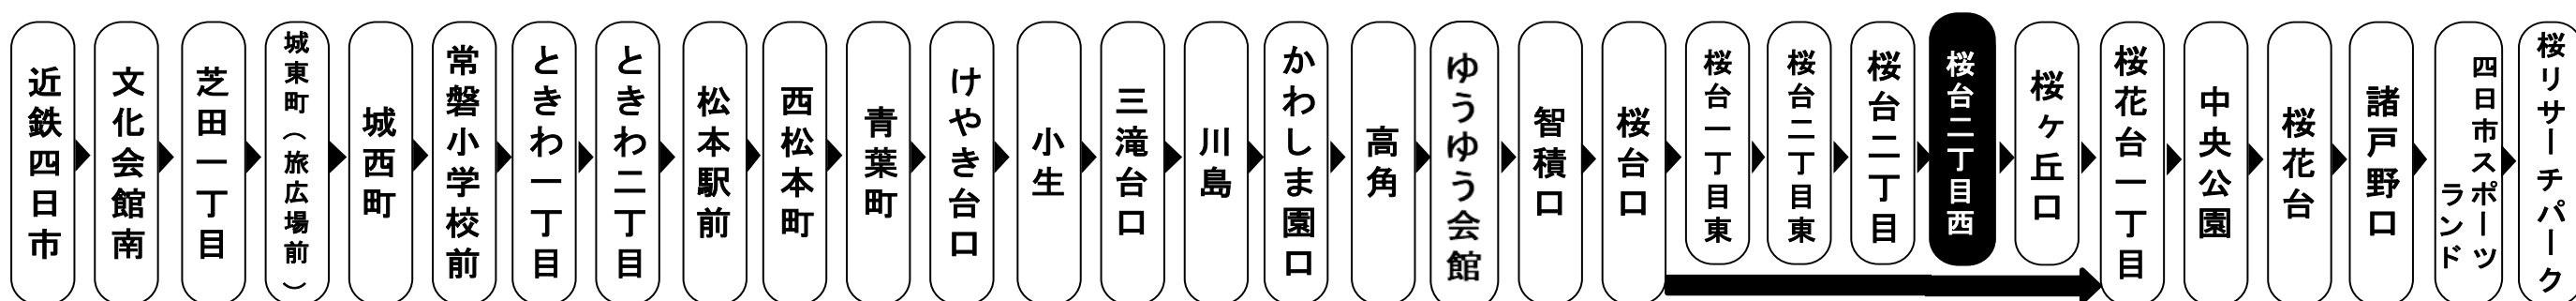 近鉄四日市
文化会館南
芝田一丁目
城東町（旅広場前）
城西町
常磐小学校前
ときわ一丁目
ときわ二丁目
松本駅前
西松本町
青葉町
けやき台口
小生
三滝台口
川島
かわしま園口
高角
ゆうゆう会館
智積口
桜台口
桜台一丁目東
桜台二丁目東
桜台二丁目
桜台二丁目西
桜ヶ丘口
桜花台一丁目
中央公園
桜花台
諸戸野口
四日市スポーツ
ランド
桜リサーチパーク